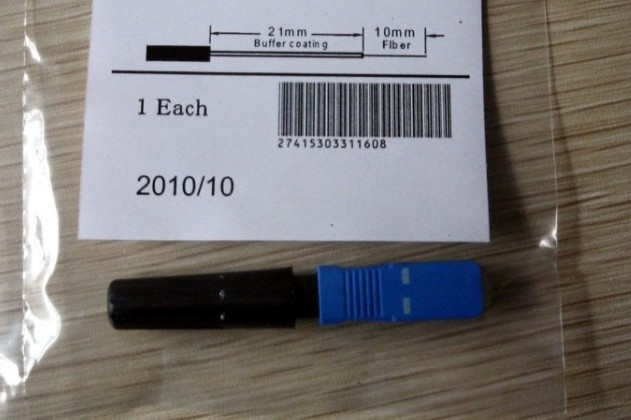 21mm 10mm
Buffer coating Fiber
1 Each
27415303311608
2010/10